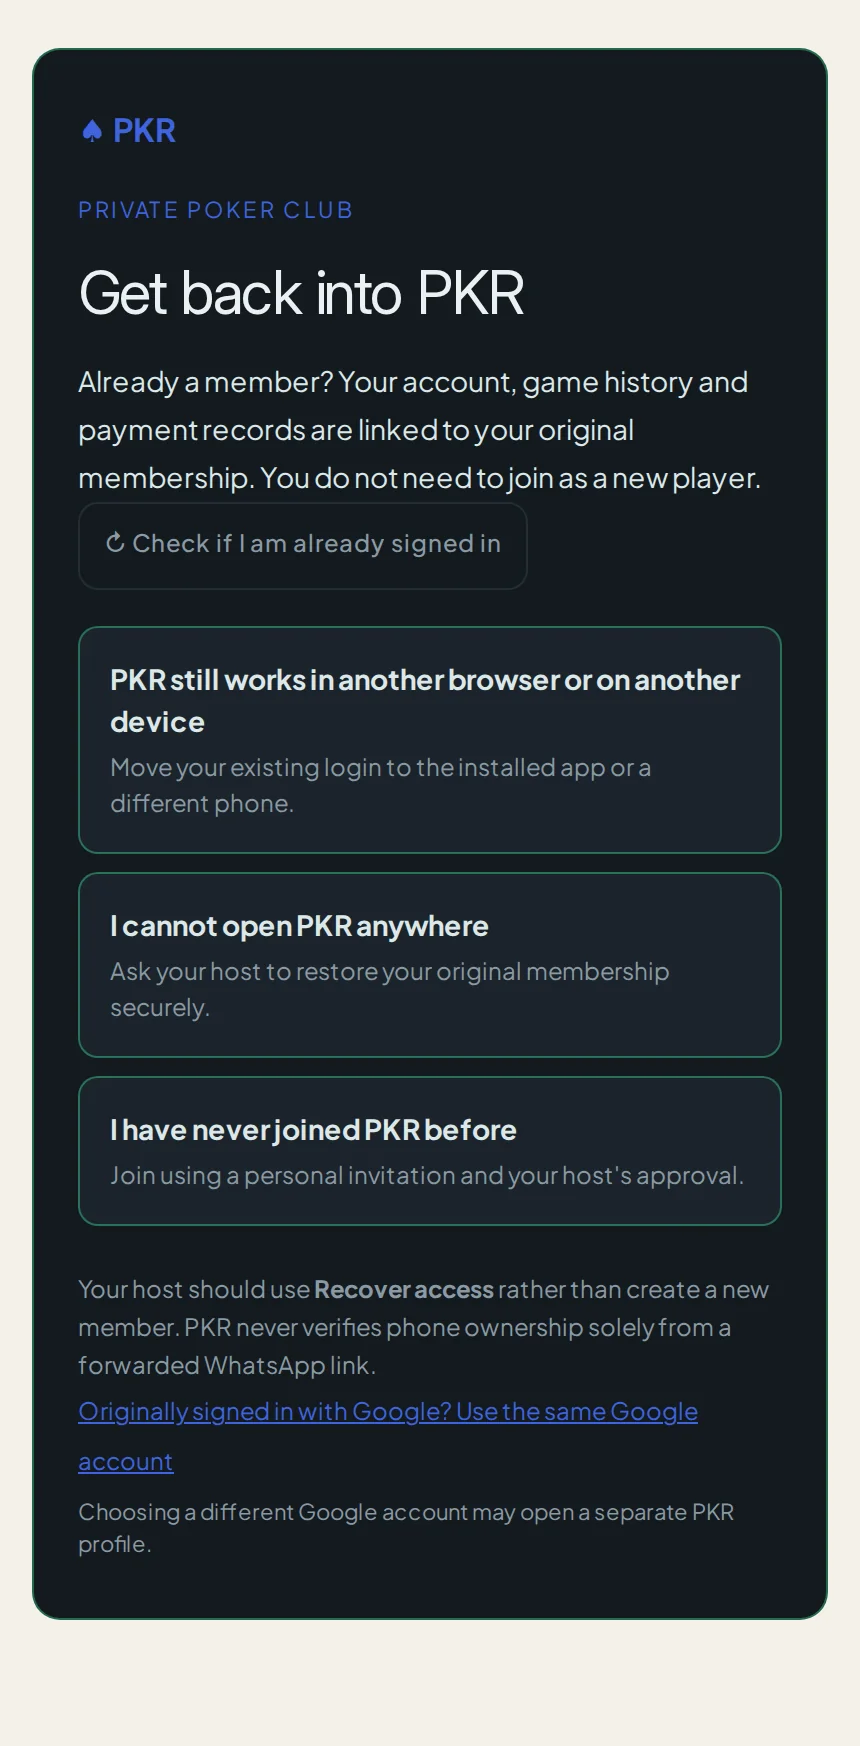 ♠ PKR
PRIVATE POKER CLUB
Get back into PKR
Already a member? Your account, game history and
payment records are linked to your original
membership. You do not need to join as a new player.
↻ Check if I am already signed in
PKR still works in another browser or on another
device
Move your existing login to the installed app or a
different phone.
I cannot open PKR anywhere
Ask your host to restore your original membership
securely.
I have never joined PKR before
Join using a personal invitation and your host's approval.
Your host should use Recover access rather than create a new
member. PKR never verifies phone ownership solely from a
forwarded WhatsApp link.
Originally signed in with Google? Use the same Google
account
Choosing a different Google account may open a separate PKR
profile.